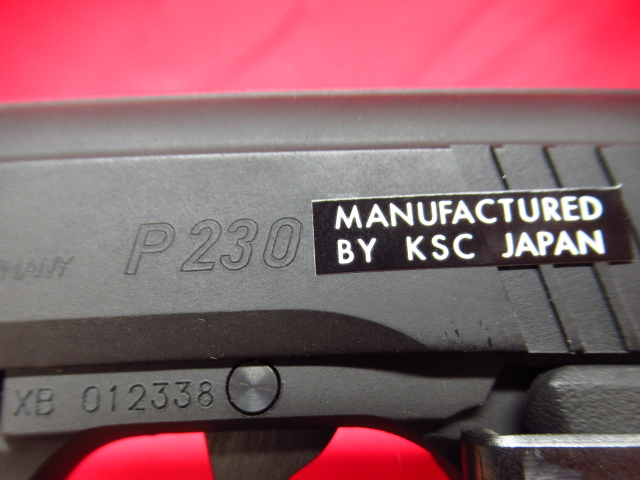 P230
MANUFACTURED
BY KSC JAPAN
XB 012338